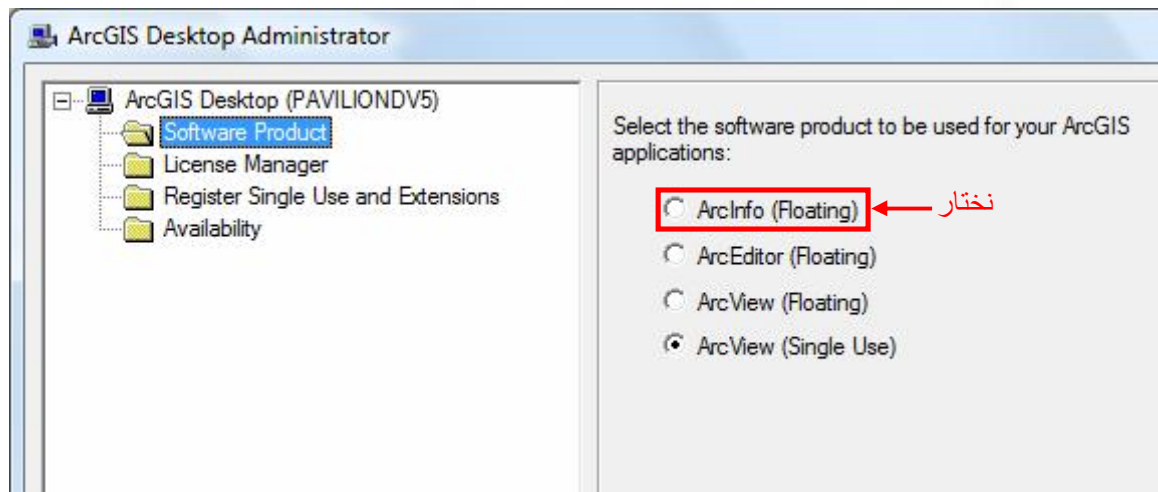 ArcGIS Desktop Administrator
ArcGIS Desktop (PAVILIONDV5)
Software Product
License Manager
Register Single Use and Extensions
Availability
Select the software product to be used for your ArcGIS
applications:
ArcInfo (Floating)
نختار
ArcEditor (Floating)
ArcView (Floating)
ArcView (Single Use)